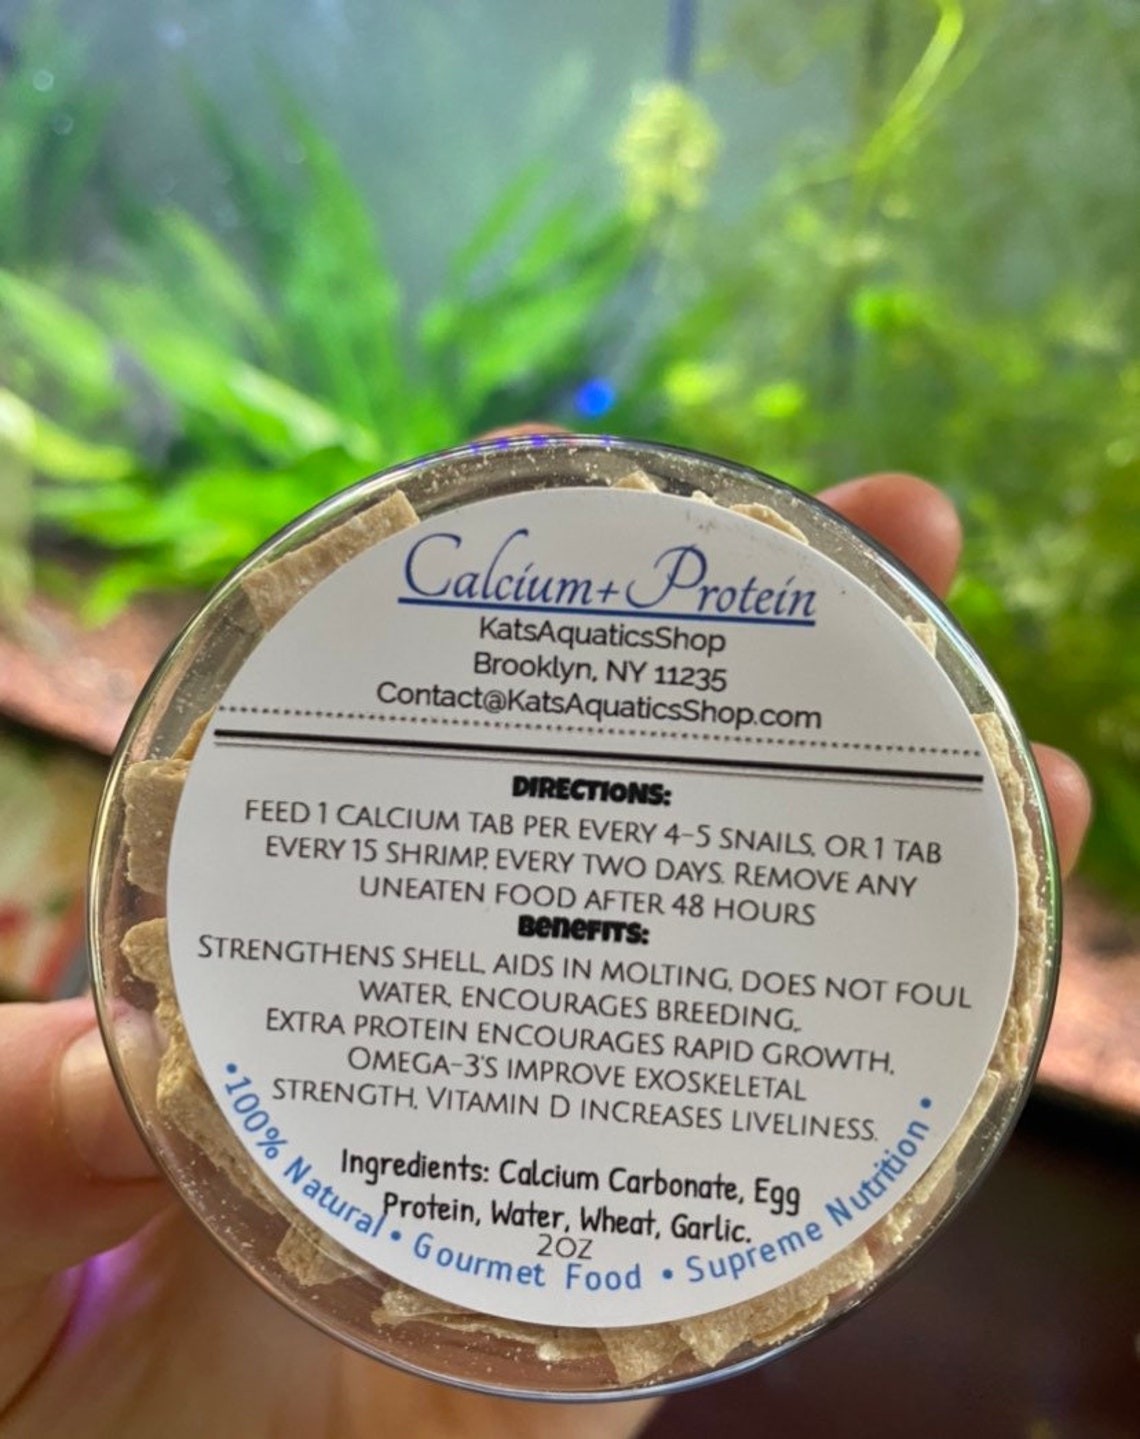 Calcium+ Protein
KatsAquaticsShop
Brooklyn, NY 11235
Contact@KatsAquaticsShop.com
DIRECTIONS:
FEED 1 CALCIUM TAB PER EVERY 4-5 SNAILS, OR 1 TAB
EVERY 15 SHRIMP, EVERY TWO DAYS. REMOVE ANY
UNEATEN FOOD AFTER 48 HOURS
BENEFITS:
STRENGTHENS SHELL, AIDS IN MOLTING, DOES NOT FOUL
WATER, ENCOURAGES BREEDING,.
EXTRA PROTEIN ENCOURAGES RAPID GROWTH,
OMEGA-3'S IMPROVE EXOSKELETAL
STRENGTH, VITAMIN D INCREASES LIVELINESS.
Ingredients: Calcium Carbonate, Egg
Protein, Water, Wheat, Garlic.
2OZ
•100% Natural • Gourmet Food • Supreme Nutrition •